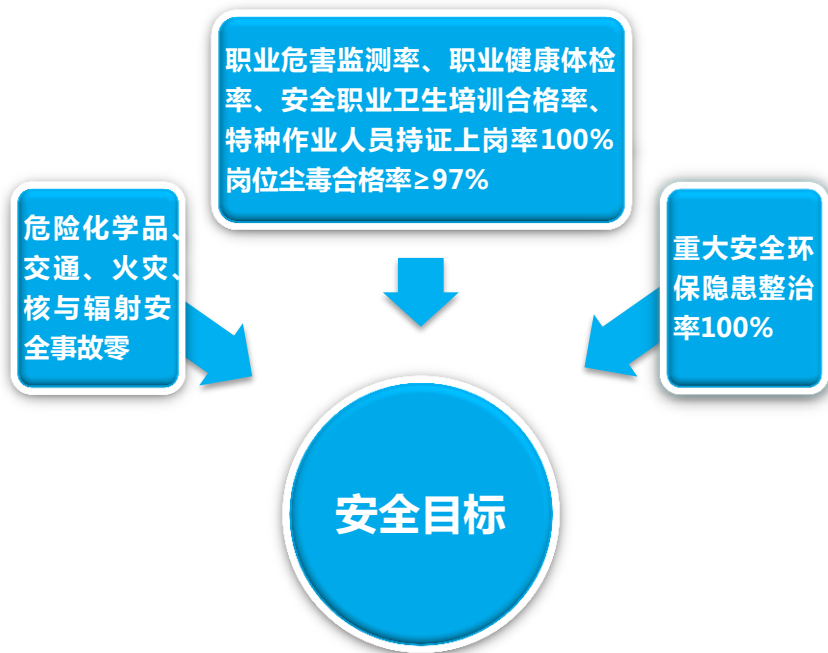 职业危害监测率、职业健康体检
率、安全职业卫生培训合格率、
特种作业人员持证上岗率100%
岗位尘毒合格率≥97%
危险化学品、
交通、火灾、
核与辐射安
全事故零
重大安全环
保隐患整治
率100%
安全目标